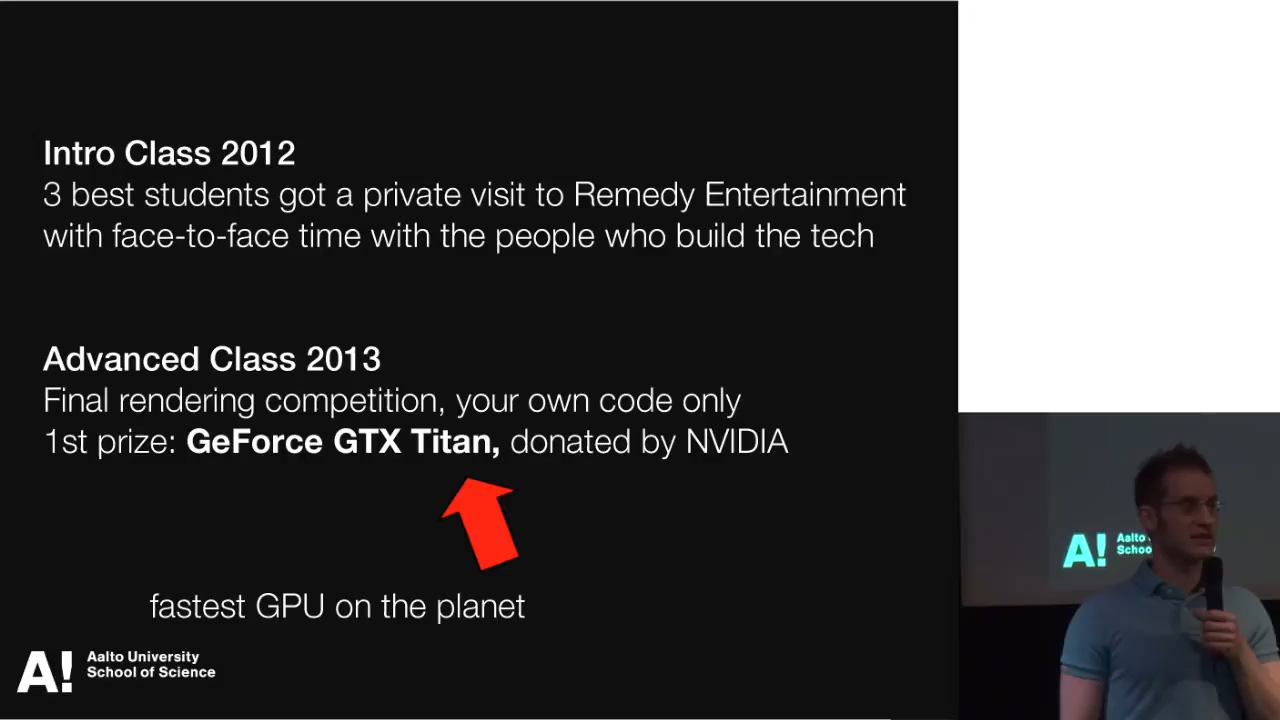 Intro Class 2012
3 best students got a private visit to Remedy Entertainment
with face-to-face time with the people who build the tech
Advanced Class 2013
Final rendering competition, your own code only
1st prize: GeForce GTX Titan, donated by NVIDIA
fastest GPU on the planet
A! Aalto University
School of Science
A! Aalto
Schoo